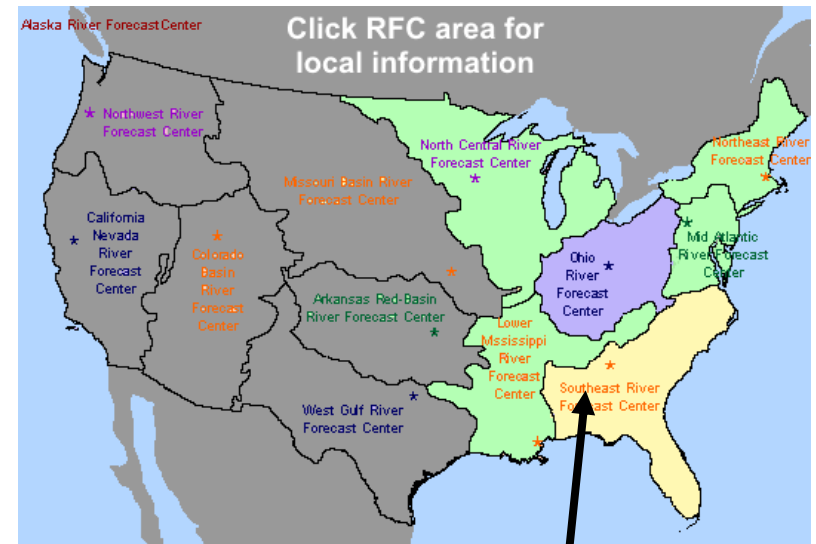 Alaska River Forecast Center
Click RFC area for
local information
Northwest River
Forecast Center
North Central River
Forecast Center
Northeast River
Forecast Center
Missouri Basin River
Forecast Center
California
Nevada
River
Forecast
Center
Colorado
Basin
River
Forecast
Center
Ohio
River
Forecast
Center
Mid Atlantic
River Forecast
Center
Arkansas Red-Basin
River Forecast Center
Lower
Mssissippi
River
Forecast
Center
Southeast River
Forecast Center
West Gulf River
Forecast Center